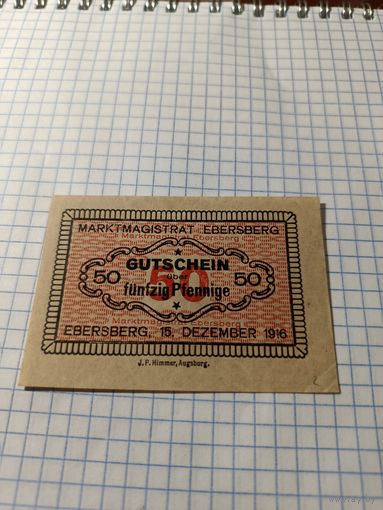 MARKTMAGISTRAT EBERSBERG
Marktmagistrat Ebersberg
GUTSCHEIN
über
50 50 50
fünfzig Pfennige
Marktmagistrat Ebersberg
EBERSBERG, 15. DEZEMBER 1916
J. P. Himmer, Augsburg.